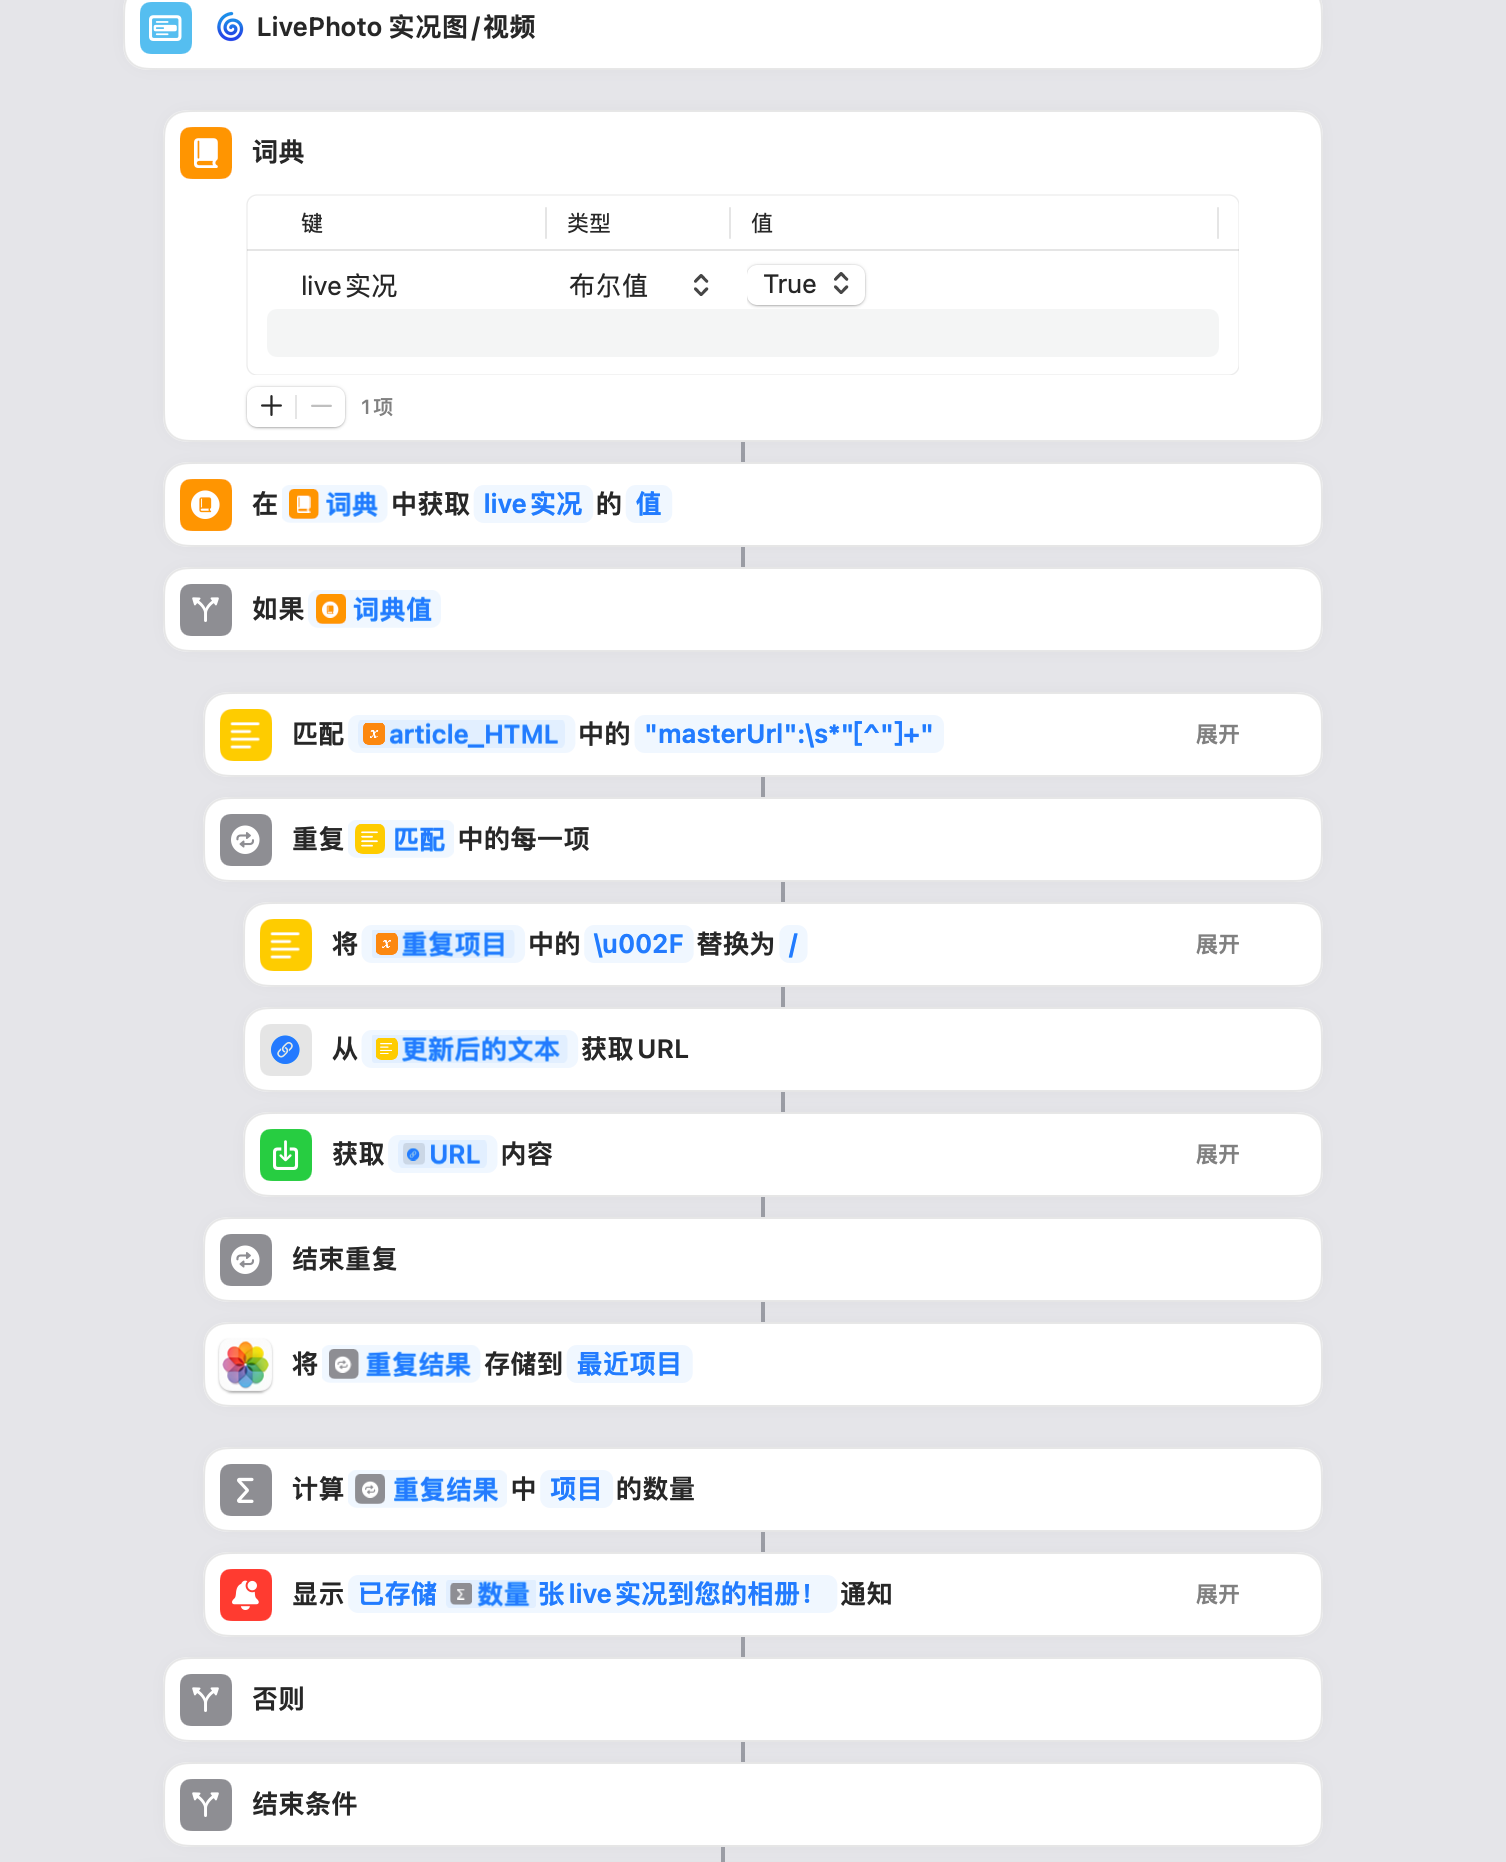 🌀 LivePhoto 实况图/视频
词典
键 类型 值
live实况 布尔值 True
1项
在 词典 中获取 live实况 的 值
如果 词典值
匹配 article_HTML 中的 "masterUrl":\s*"[^"]+" 展开
重复 匹配 中的每一项
将 重复项目 中的 \u002F 替换为 / 展开
从 更新后的文本 获取URL
获取 URL 内容 展开
结束重复
将 重复结果 存储到 最近项目
计算 重复结果 中 项目 的数量
显示 已存储 数量 张live实况到您的相册！ 通知 展开
否则
结束条件